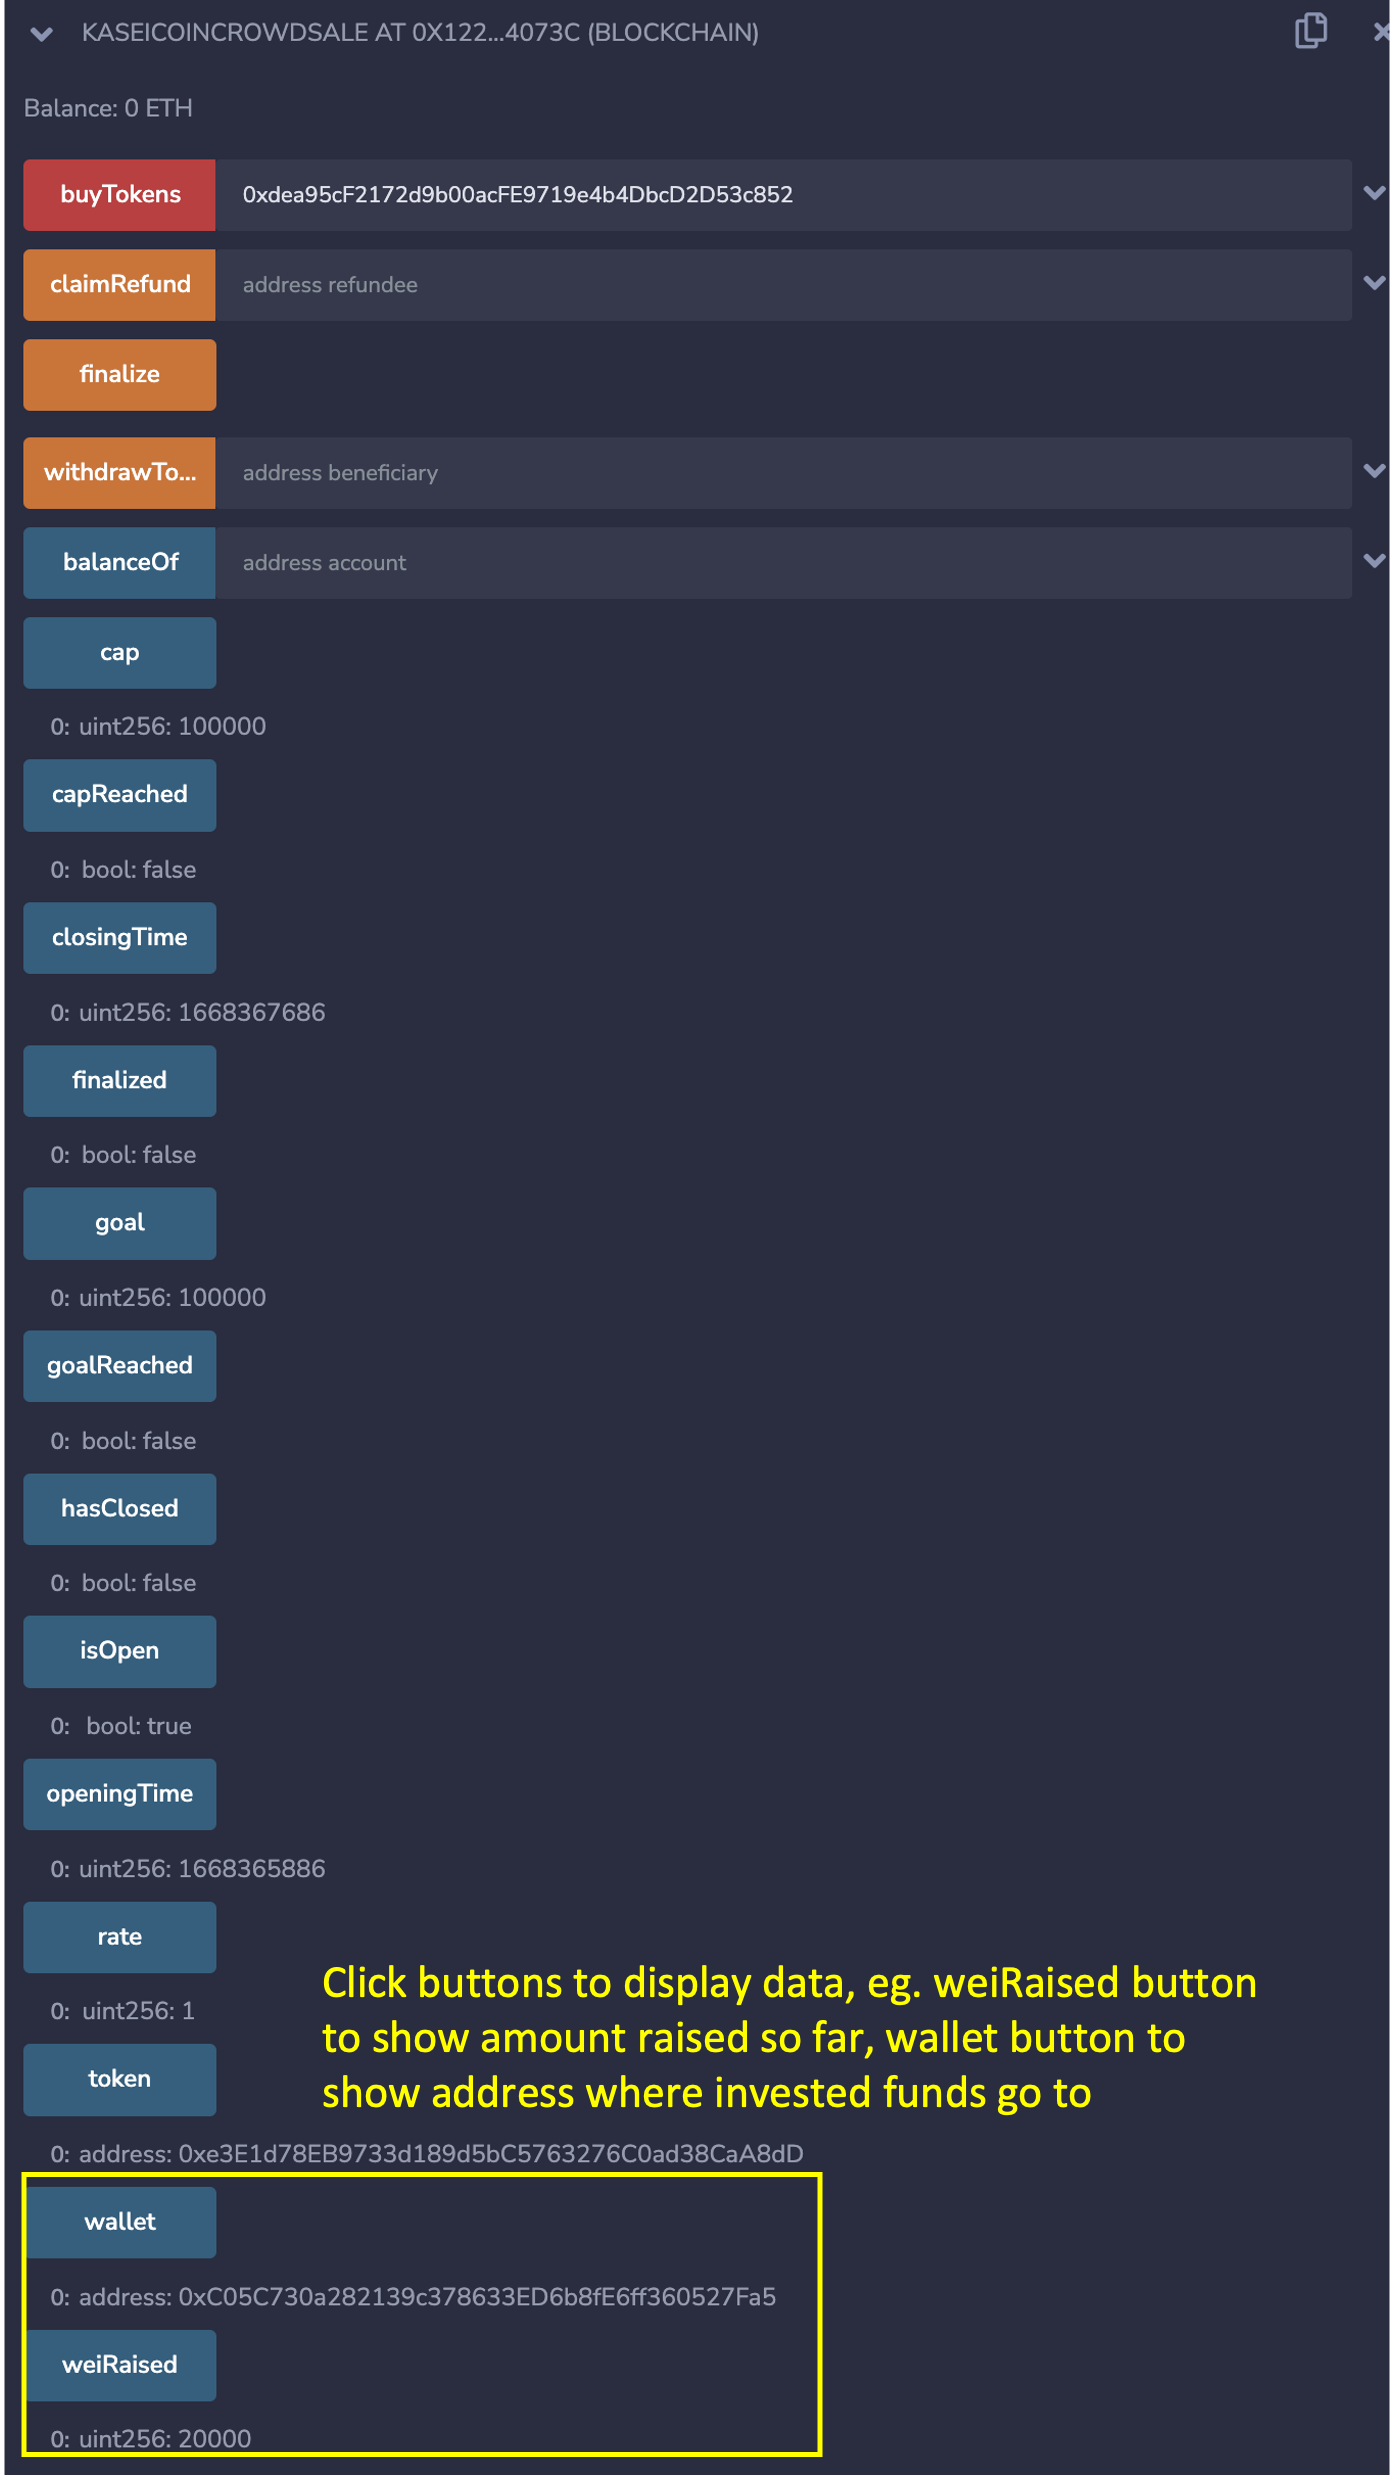 KASEICOINCROWDSALE AT 0X122...4073C (BLOCKCHAIN)
Balance: 0 ETH
buyTokens 0xdea95cF2172d9b00acFE9719e4b4DbcD2D53c852
claimRefund address refundee
finalize
withdrawTo... address beneficiary
balanceOf address account
cap
0: uint256: 100000
capReached
0: bool: false
closingTime
0: uint256: 1668367686
finalized
0: bool: false
goal
0: uint256: 100000
goalReached
0: bool: false
hasClosed
0: bool: false
isOpen
0: bool: true
openingTime
0: uint256: 1668365886
rate
0: uint256: 1
Click buttons to display data, eg. weiRaised button
to show amount raised so far, wallet button to
show address where invested funds go to
token
0: address: 0xe3E1d78EB9733d189d5bC5763276C0ad38CaA8dD
wallet
0: address: 0xC05C730a282139c378633ED6b8fE6ff360527Fa5
weiRaised
0: uint256: 20000